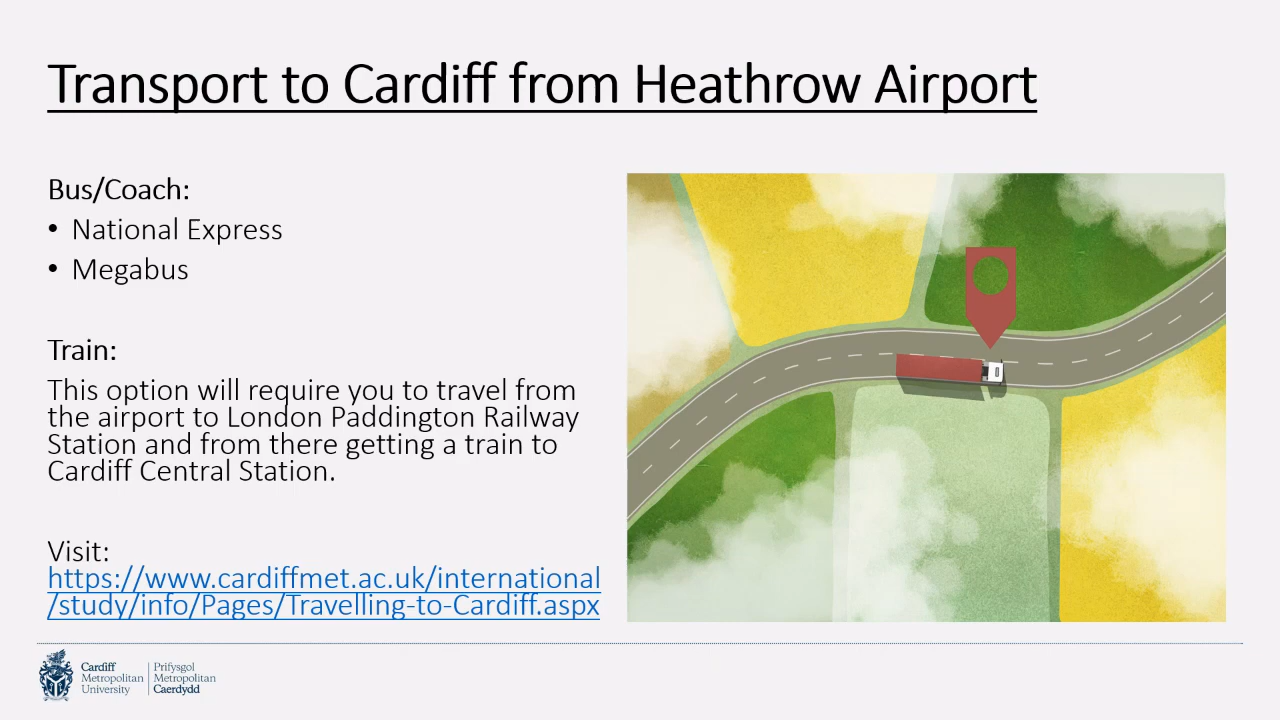 Transport to Cardiff from Heathrow Airport
Bus/Coach:
• National Express
• Megabus
Train:
This option will require you to travel from
the airport to London Paddington Railway
Station and from there getting a train to
Cardiff Central Station.
Visit:
https://www.cardiffmet.ac.uk/international
/study/info/Pages/Travelling-to-Cardiff.aspx
Cardiff
Metropolitan
University
Prifysgol
Metropolitan
Caerdydd